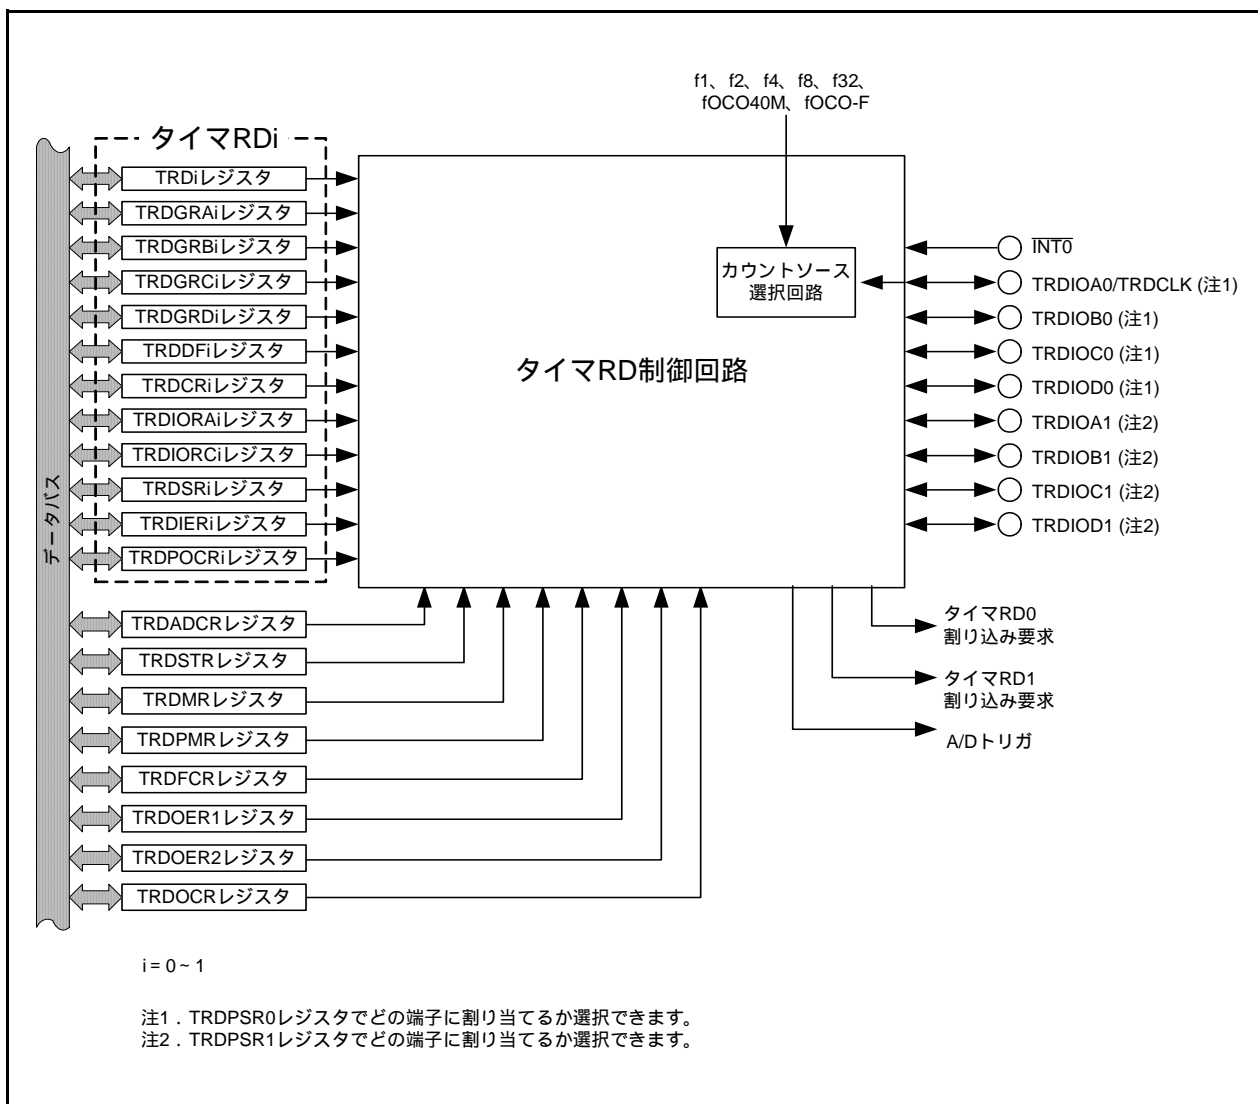 f1、f2、f4、f8、f32、
fOCO40M、fOCO-F
タイマRDi
TRDiレジスタ
TRDGRAiレジスタ
TRDGRBiレジスタ
TRDGRCiレジスタ
TRDGRDiレジスタ
TRDDFiレジスタ
TRDCRiレジスタ
TRDIORAiレジスタ
TRDIORCiレジスタ
TRDSRiレジスタ
TRDIERiレジスタ
TRDPOCRiレジスタ
データバス
カウントソース
選択回路
タイマRD制御回路
INT0
TRDIOA0/TRDCLK (注1)
TRDIOB0 (注1)
TRDIOC0 (注1)
TRDIOD0 (注1)
TRDIOA1 (注2)
TRDIOB1 (注2)
TRDIOC1 (注2)
TRDIOD1 (注2)
TRDADCRレジスタ
TRDSTRレジスタ
TRDMRレジスタ
TRDPMRレジスタ
TRDFCRレジスタ
TRDOER1レジスタ
TRDOER2レジスタ
TRDOCRレジスタ
タイマRD0
割り込み要求
タイマRD1
割り込み要求
A/Dトリガ
i = 0 ~ 1
注1．TRDPSR0レジスタでどの端子に割り当てるか選択できます。
注2．TRDPSR1レジスタでどの端子に割り当てるか選択できます。